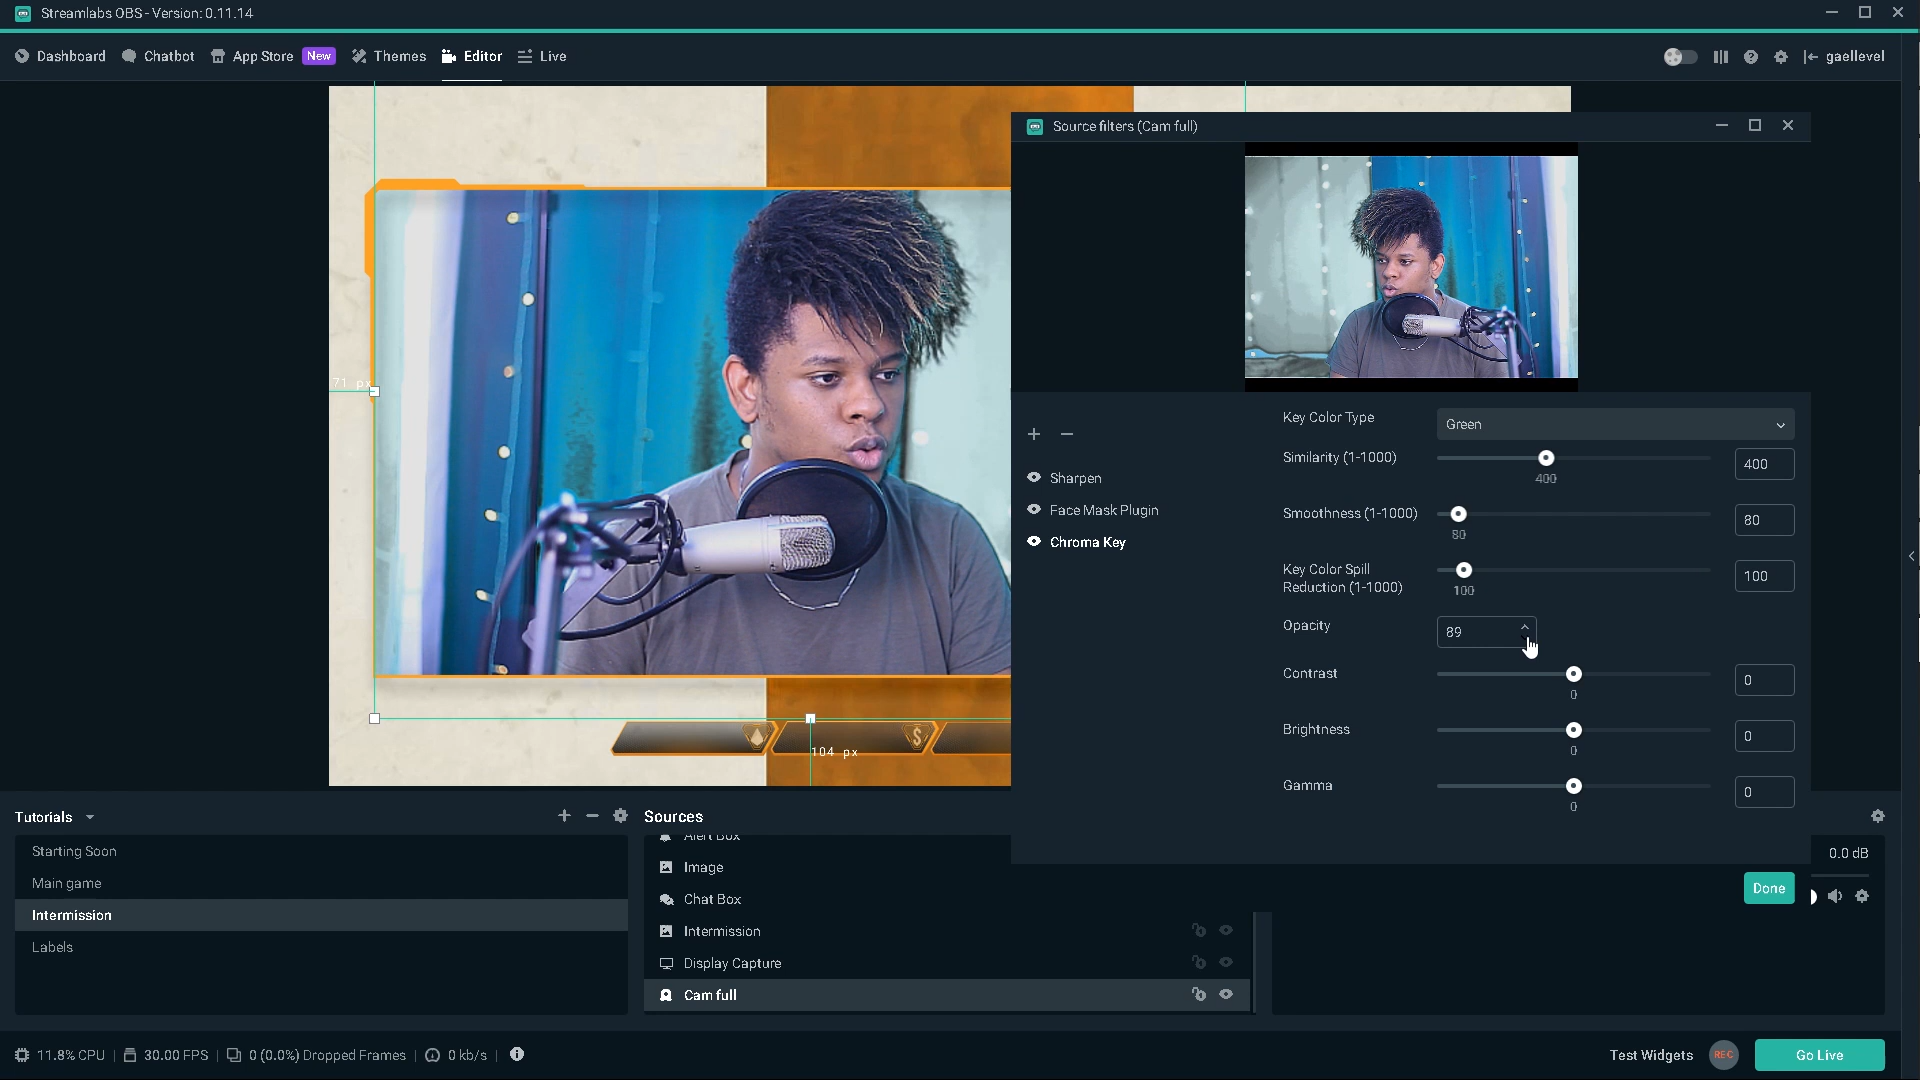 Streamlabs OBS - Version: 0.11.14
Dashboard Chatbot App Store New Themes Editor Live gaellevel
Source filters (Cam full)
71 px
104 px
$
Key Color Type Green
Similarity (1-1000) 400
400
Sharpen
Face Mask Plugin
Chroma Key
Smoothness (1-1000) 80
80
Key Color Spill
Reduction (1-1000) 100
100
Opacity 89
Contrast 0
0
Brightness 0
0
Gamma 0
0
Done
Tutorials
Starting Soon
Main game
Intermission
Labels
Sources
Alert Box
Image
Chat Box
Intermission
Display Capture
Cam full
0.0 dB
11.8% CPU 30.00 FPS 0 (0.0%) Dropped Frames 0 kb/s
Test Widgets REC Go Live